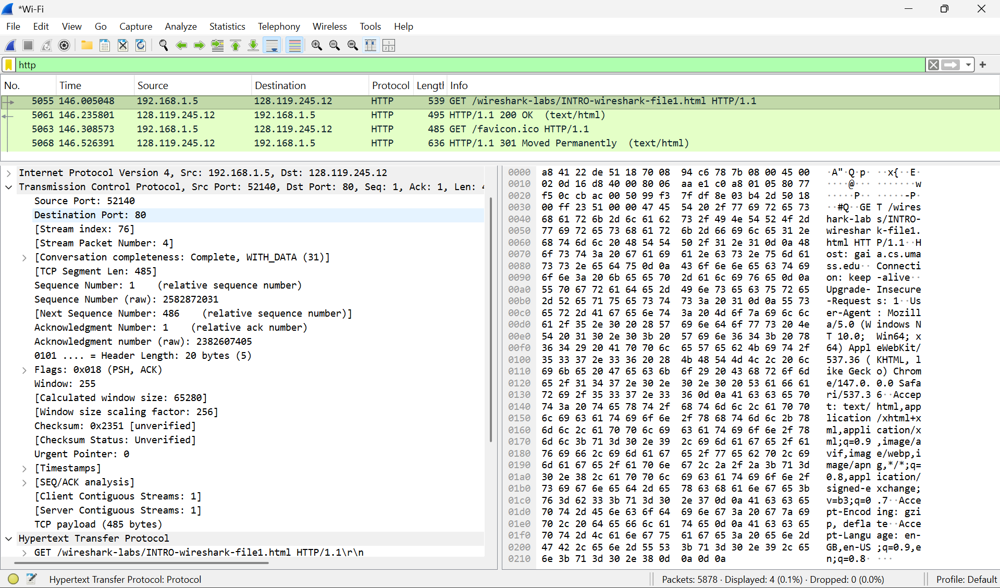 *Wi-Fi
File Edit View Go Capture Analyze Statistics Telephony Wireless Tools Help
http
No. Time Source Destination Protocol Length Info
5055 146.005048 192.168.1.5 128.119.245.12 HTTP 539 GET /wireshark-labs/INTRO-wireshark-file1.html HTTP/1.1
5061 146.235801 128.119.245.12 192.168.1.5 HTTP 495 HTTP/1.1 200 OK (text/html)
5063 146.308573 192.168.1.5 128.119.245.12 HTTP 485 GET /favicon.ico HTTP/1.1
5068 146.526391 128.119.245.12 192.168.1.5 HTTP 636 HTTP/1.1 301 Moved Permanently (text/html)
Internet Protocol Version 4, Src: 192.168.1.5, Dst: 128.119.245.12
Transmission Control Protocol, Src Port: 52140, Dst Port: 80, Seq: 1, Ack: 1, Len:
Source Port: 52140
Destination Port: 80
[Stream index: 76]
[Stream Packet Number: 4]
[Conversation completeness: Complete, WITH_DATA (31)]
[TCP Segment Len: 485]
Sequence Number: 1 (relative sequence number)
Sequence Number (raw): 2582872031
[Next Sequence Number: 486 (relative sequence number)]
Acknowledgment Number: 1 (relative ack number)
Acknowledgment number (raw): 2382607405
0101 .... = Header Length: 20 bytes (5)
Flags: 0x018 (PSH, ACK)
Window: 255
[Calculated window size: 65280]
[Window size scaling factor: 256]
Checksum: 0x2351 [unverified]
[Checksum Status: Unverified]
Urgent Pointer: 0
[Timestamps]
[SEQ/ACK analysis]
[Client Contiguous Streams: 1]
[Server Contiguous Streams: 1]
TCP payload (485 bytes)
Hypertext Transfer Protocol
GET /wireshark-labs/INTRO-wireshark-file1.html HTTP/1.1\r\n
0000 a8 41 22 de 51 18 70 08 94 c6 78 7b 08 00 45 00 ·A"·Q·p· ··x{··E·
0010 02 0d 16 d8 40 00 80 06 aa e1 c0 a8 01 05 80 77 ····@··· ·······w
0020 f5 0c cb ac 00 50 99 f3 7f df 8e 03 b4 2d 50 18 ·····P·· ·····-P·
0030 00 ff 23 51 00 00 47 45 54 20 2f 77 69 72 65 73 ··#Q··GE T /wires
0040 68 61 72 6b 2d 6c 61 62 73 2f 49 4e 54 52 4f 2d hark-lab s/INTRO-
0050 77 69 72 65 73 68 61 72 6b 2d 66 69 6c 65 31 2e wireshar k-file1.
0060 68 74 6d 6c 20 48 54 54 50 2f 31 2e 31 0d 0a 48 html HTT P/1.1··H
0070 6f 73 74 3a 20 67 61 69 61 2e 63 73 2e 75 6d 61 ost: gai a.cs.uma
0080 73 73 2e 65 64 75 0d 0a 43 6f 6e 6e 65 63 74 69 ss.edu·· Connecti
0090 6f 6e 3a 20 6b 65 65 70 2d 61 6c 69 76 65 0d 0a on: keep -alive··
00a0 55 70 67 72 61 64 65 2d 49 6e 73 65 63 75 72 65 Upgrade- Insecure
00b0 2d 52 65 71 75 65 73 74 73 3a 20 31 0d 0a 55 73 -Request s: 1··Us
00c0 65 72 2d 41 67 65 6e 74 3a 20 4d 6f 7a 69 6c 6c er-Agent : Mozill
00d0 61 2f 35 2e 30 20 28 57 69 6e 64 6f 77 73 20 4e a/5.0 (W indows N
00e0 54 20 31 30 2e 30 3b 20 57 69 6e 36 34 3b 20 78 T 10.0; Win64; x
00f0 36 34 29 20 41 70 70 6c 65 57 65 62 4b 69 74 2f 64) Appl eWebKit/
0100 35 33 37 2e 33 36 20 28 4b 48 54 4d 4c 2c 20 6c 537.36 ( KHTML, l
0110 69 6b 65 20 47 65 63 6b 6f 29 20 43 68 72 6f 6d ike Geck o) Chrom
0120 65 2f 31 34 37 2e 30 2e 30 2e 30 20 53 61 66 61 e/147.0. 0.0 Safa
0130 72 69 2f 35 33 37 2e 33 36 0d 0a 41 63 63 65 70 ri/537.3 6··Accep
0140 74 3a 20 74 65 78 74 2f 68 74 6d 6c 2c 61 70 70 t: text/ html,app
0150 6c 69 63 61 74 69 6f 6e 2f 78 68 74 6d 6c 2b 78 lication /xhtml+x
0160 6d 6c 2c 61 70 70 6c 69 63 61 74 69 6f 6e 2f 78 ml,appli cation/x
0170 6d 6c 3b 71 3d 30 2e 39 2c 69 6d 61 67 65 2f 61 ml;q=0.9 ,image/a
0180 76 69 66 2c 69 6d 61 67 65 2f 77 65 62 70 2c 69 vif,imag e/webp,i
0190 6d 61 67 65 2f 61 70 6e 67 2c 2a 2f 2a 3b 71 3d mage/apn g,*/*;q=
01a0 30 2e 38 2c 61 70 70 6c 69 63 61 74 69 6f 6e 2f 0.8,appl ication/
01b0 73 69 67 6e 65 64 2d 65 78 63 68 61 6e 67 65 3b signed-e xchange;
01c0 76 3d 62 33 3b 71 3d 30 2e 37 0d 0a 41 63 63 65 v=b3;q=0 .7··Acce
01d0 70 74 2d 45 6e 63 6f 64 69 6e 67 3a 20 67 7a 69 pt-Encod ing: gzi
01e0 70 2c 20 64 65 66 6c 61 74 65 0d 0a 41 63 63 65 p, defla te··Acce
01f0 70 74 2d 4c 61 6e 67 75 61 67 65 3a 20 65 6e 2d pt-Langu age: en-
0200 47 42 2c 65 6e 2d 55 53 3b 71 3d 30 2e 39 2c 65 GB,en-US ;q=0.9,e
0210 6e 3b 71 3d 30 2e 38 0d 0a 0d 0a n;q=0.8· ···
Hypertext Transfer Protocol: Protocol
Packets: 5878 · Displayed: 4 (0.1%) · Dropped: 0 (0.0%)
Profile: Default